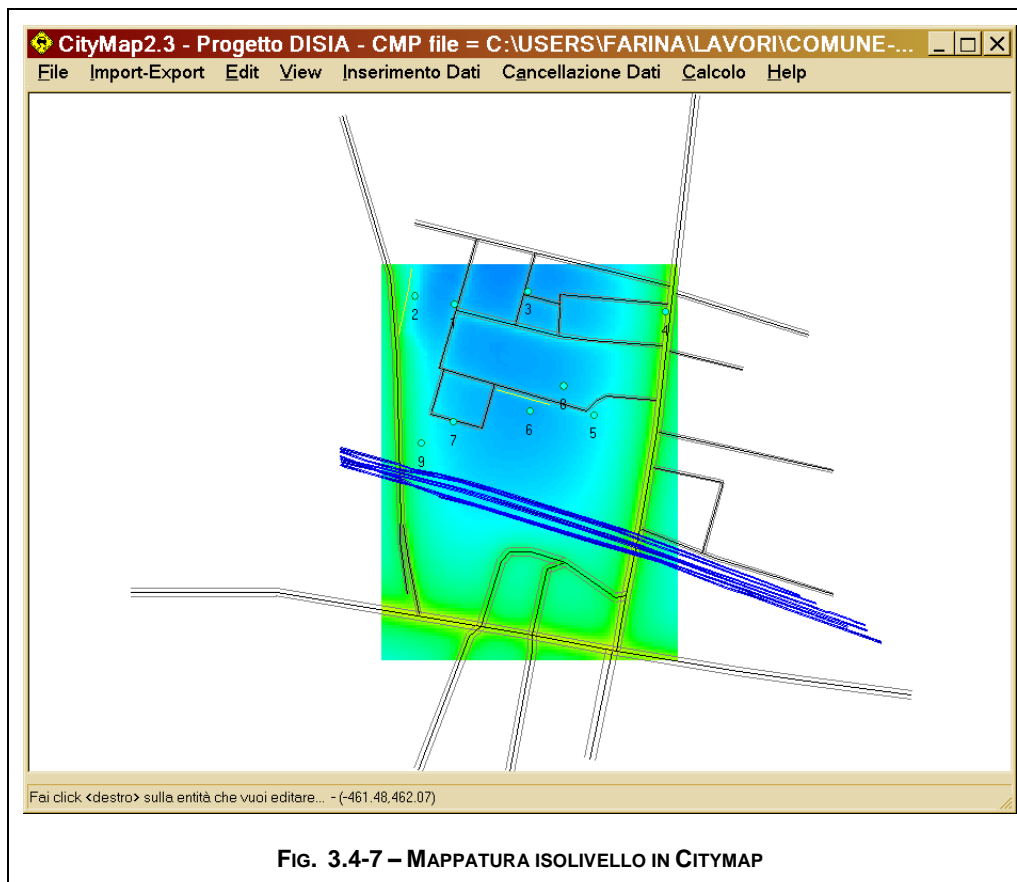 CityMap2.3 - Progetto DISIA - CMP file = C:\USERS\FARINA\LAVORI\COMUNE-...
File Import-Export Edit View Inserimento Dati Cancellazione Dati Calcolo Help
2
1
3
4
8
6
5
7
9
Fai click <destro> sulla entità che vuoi editare... - (-461.48,462.07)
FIG. 3.4-7 – MAPPATURA ISOLIVELLO IN CITYMAP